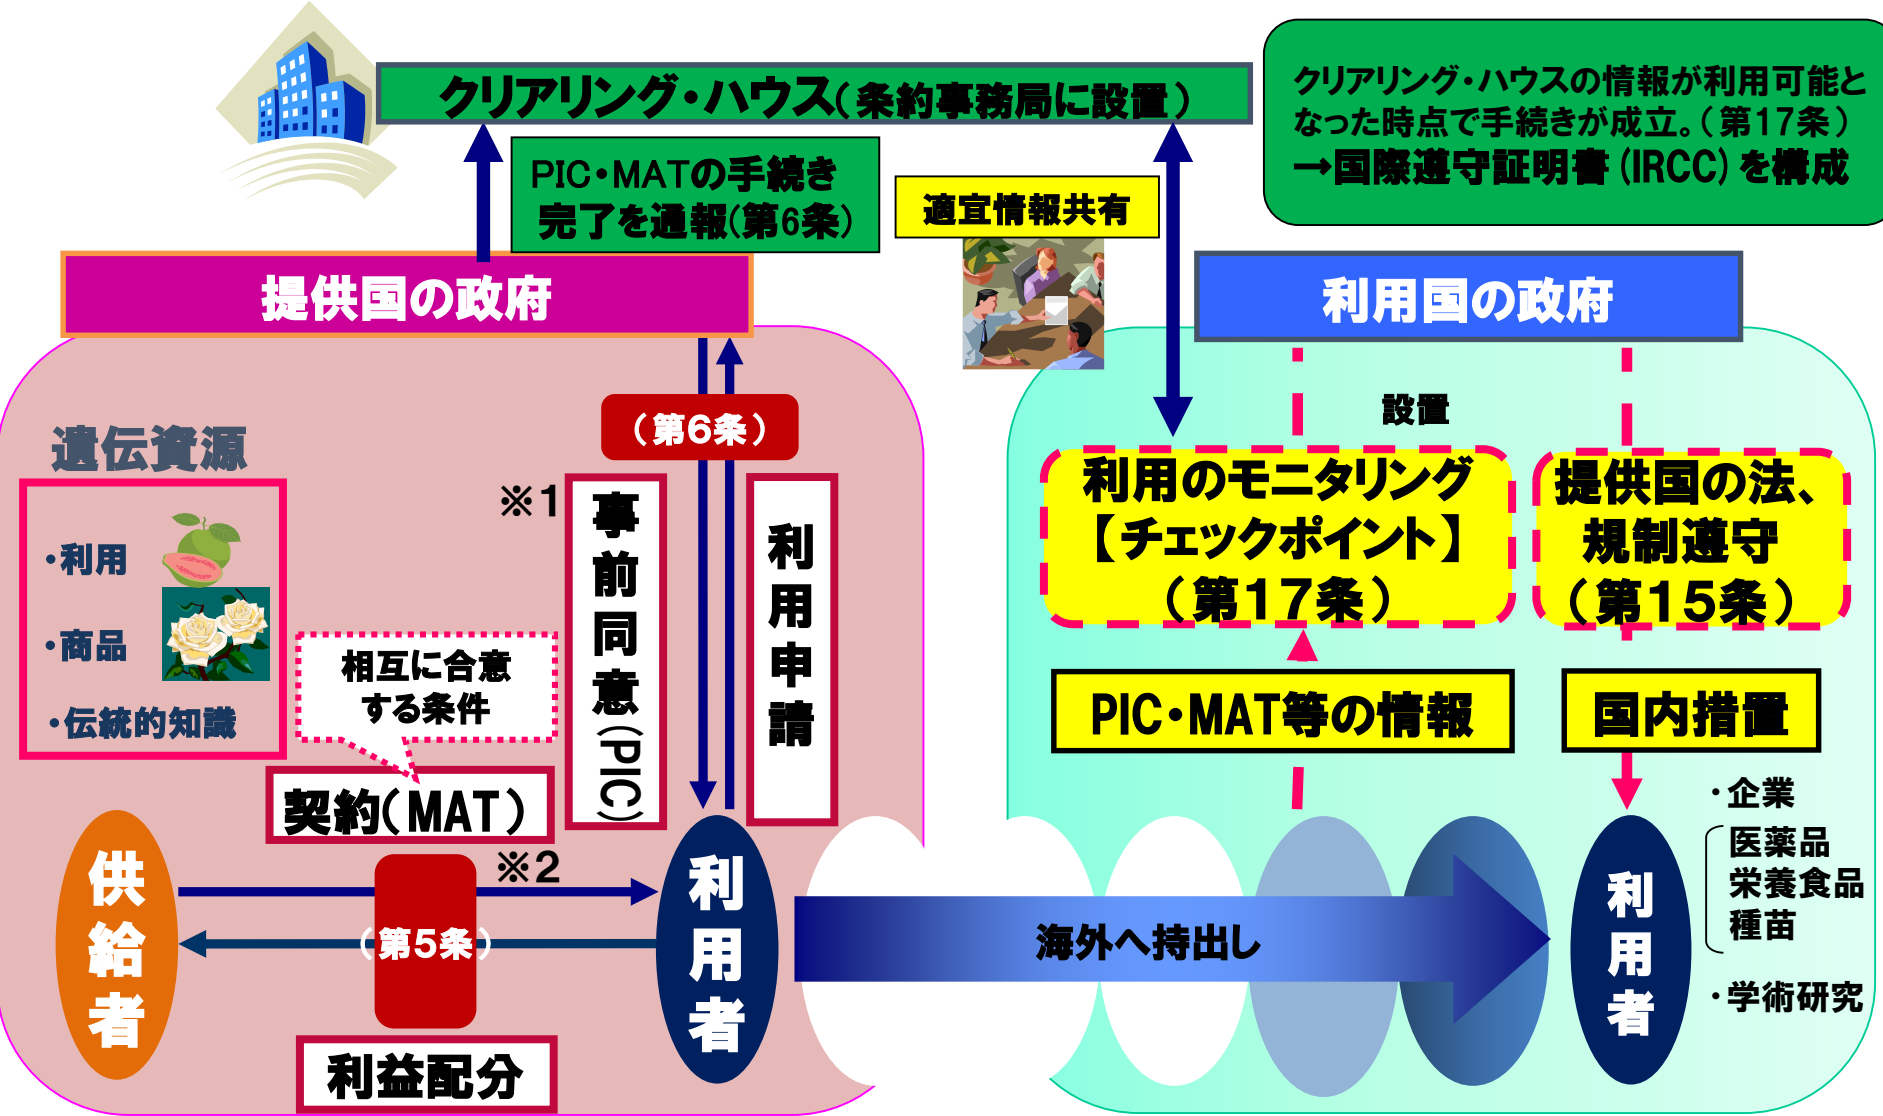 クリアリング・ハウス(条約事務局に設置)
クリアリング・ハウスの情報が利用可能と
なった時点で手続きが成立。(第17条)
→国際遵守証明書(IRCC)を構成
PIC・MATの手続き
完了を通報(第6条)
適宜情報共有
提供国の政府
利用国の政府
(第6条)
設置
遺伝資源
・利用
・商品
・伝統的知識
※1
事前同意(PIC)
利用申請
相互に合意
する条件
契約(MAT)
※2
供給者
(第5条)
利用者
利益配分
利用のモニタリング
【チェックポイント】
(第17条)
提供国の法、
規制遵守
(第15条)
PIC・MAT等の情報
国内措置
海外へ持出し
利用者
・企業
医薬品
栄養食品
種苗
・学術研究